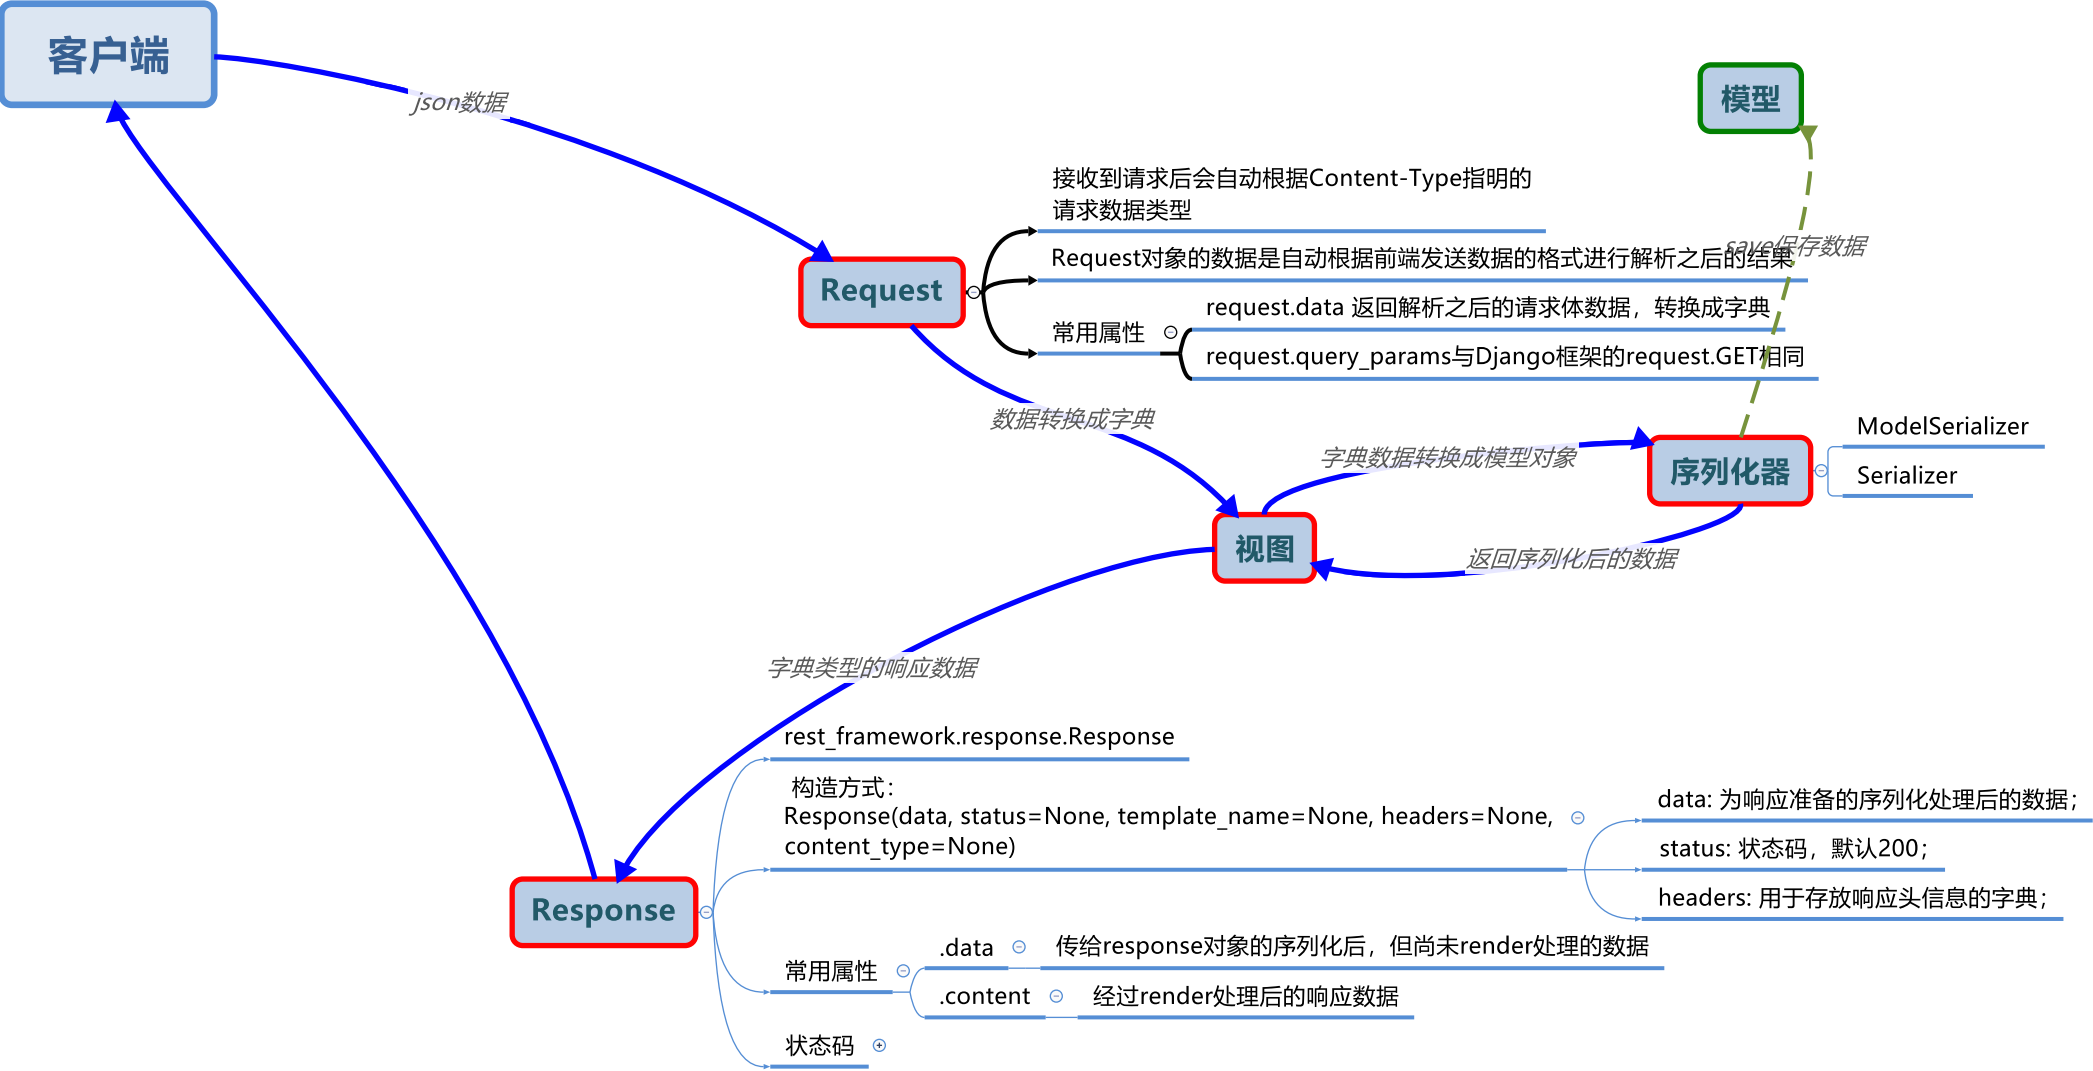 客户端
json数据
模型
接收到请求后会自动根据Content-Type指明的
请求数据类型
save保存数据
Request对象的数据是自动根据前端发送数据的格式进行解析之后的结果
Request
request.data 返回解析之后的请求体数据，转换成字典
常用属性
request.query_params与Django框架的request.GET相同
数据转换成字典
字典数据转换成模型对象
序列化器
ModelSerializer
Serializer
视图
返回序列化后的数据
字典类型的响应数据
rest_framework.response.Response
构造方式：
Response(data, status=None, template_name=None, headers=None,
content_type=None)
data: 为响应准备的序列化处理后的数据；
status: 状态码，默认200；
headers: 用于存放响应头信息的字典；
Response
常用属性
.data
传给response对象的序列化后，但尚未render处理的数据
.content
经过render处理后的响应数据
状态码